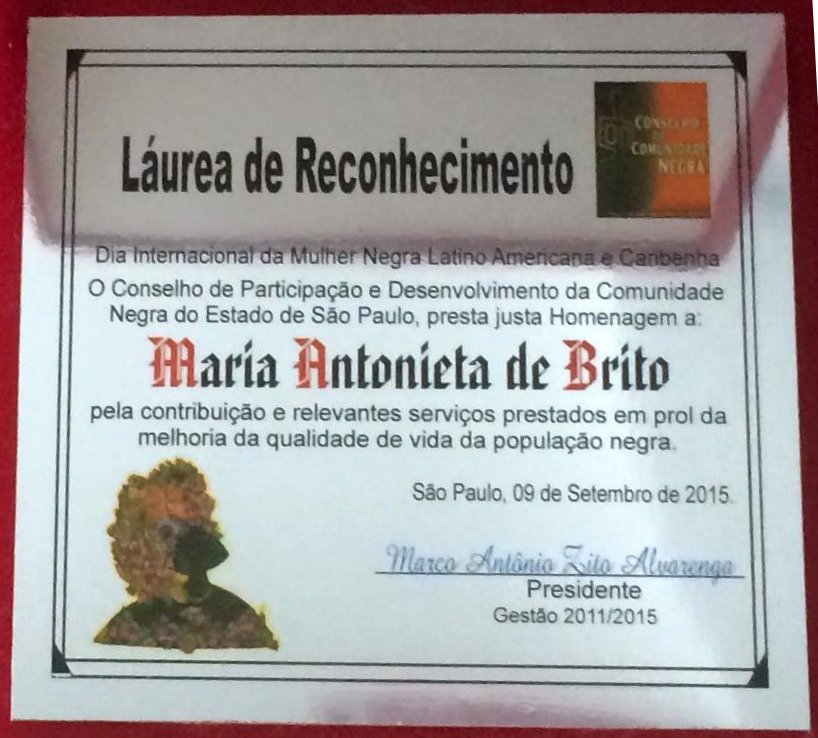 Láurea de Reconhecimento
CONSELHO
COMUNIDADE
NEGRA
Dia Internacional da Mulher Negra Latino Americana e Caribenha
O Conselho de Participação e Desenvolvimento da Comunidade
Negra do Estado de São Paulo, presta justa Homenagem a:
Maria Antonieta de Brito
pela contribuição e relevantes serviços prestados em prol da
melhoria da qualidade de vida da população negra.
São Paulo, 09 de Setembro de 2015.
Marco Antônio Zito Alvarenga
Presidente
Gestão 2011/2015